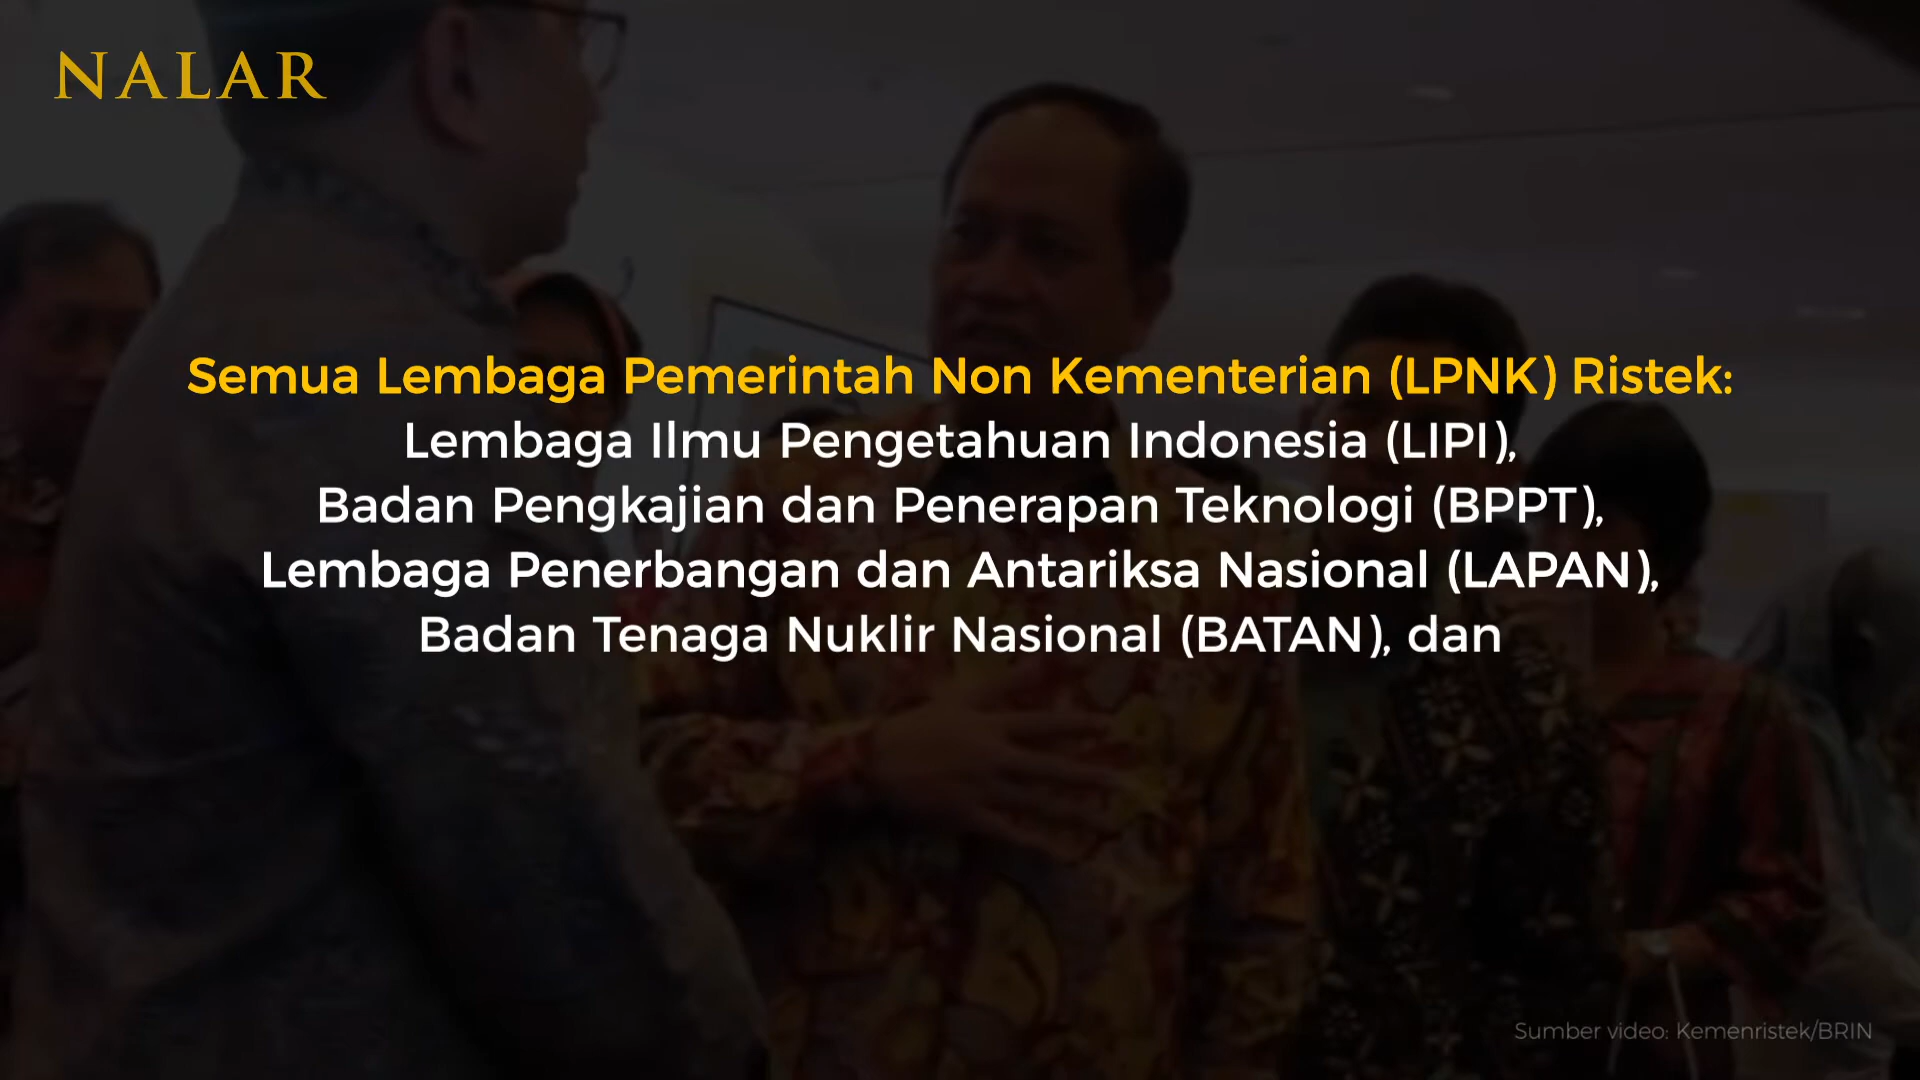 NALAR
Semua Lembaga Pemerintah Non Kementerian (LPNK) Ristek:
Lembaga Ilmu Pengetahuan Indonesia (LIPI),
Badan Pengkajian dan Penerapan Teknologi (BPPT),
Lembaga Penerbangan dan Antariksa Nasional (LAPAN),
Badan Tenaga Nuklir Nasional (BATAN), dan
Sumber video: Kemenristek/BRIN